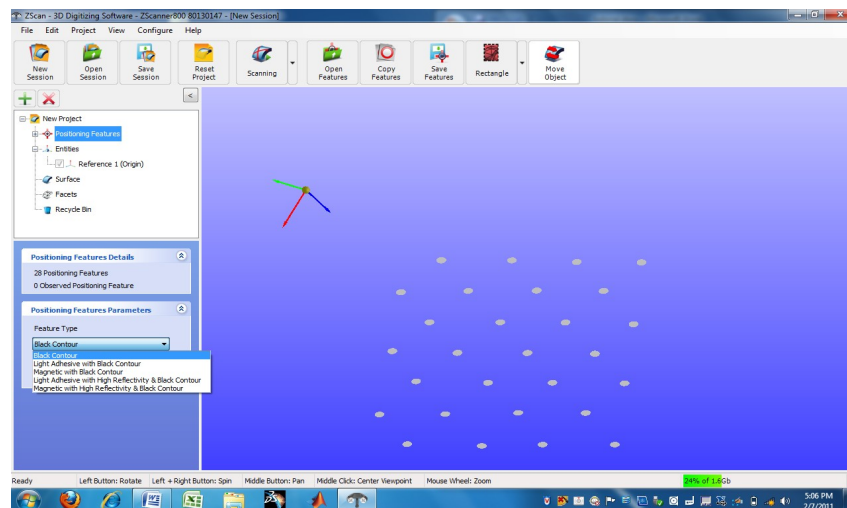 ZScan - 3D Digitizing Software - ZScanner800 80130147 - [New Session]
File Edit Project View Configure Help
New Session
Open Session
Save Session
Reset Project
Scanning
Open Features
Copy Features
Save Features
Rectangle
Move Object
<
New Project
Positioning Features
Entities
Reference 1 (Origin)
Surface
Facets
Recycle Bin
Positioning Features Details
28 Positioning Features
0 Observed Positioning Feature
Positioning Features Parameters
Feature Type
Black Contour
Black Contour
Light Adhesive with Black Contour
Magnetic with Black Contour
Light Adhesive with High Reflectivity & Black Contour
Magnetic with High Reflectivity & Black Contour
Ready Left Button: Rotate Left + Right Button: Spin Middle Button: Pan Middle Click: Center Viewpoint Mouse Wheel: Zoom 24% of 1.6Gb
5:06 PM
2/7/2011